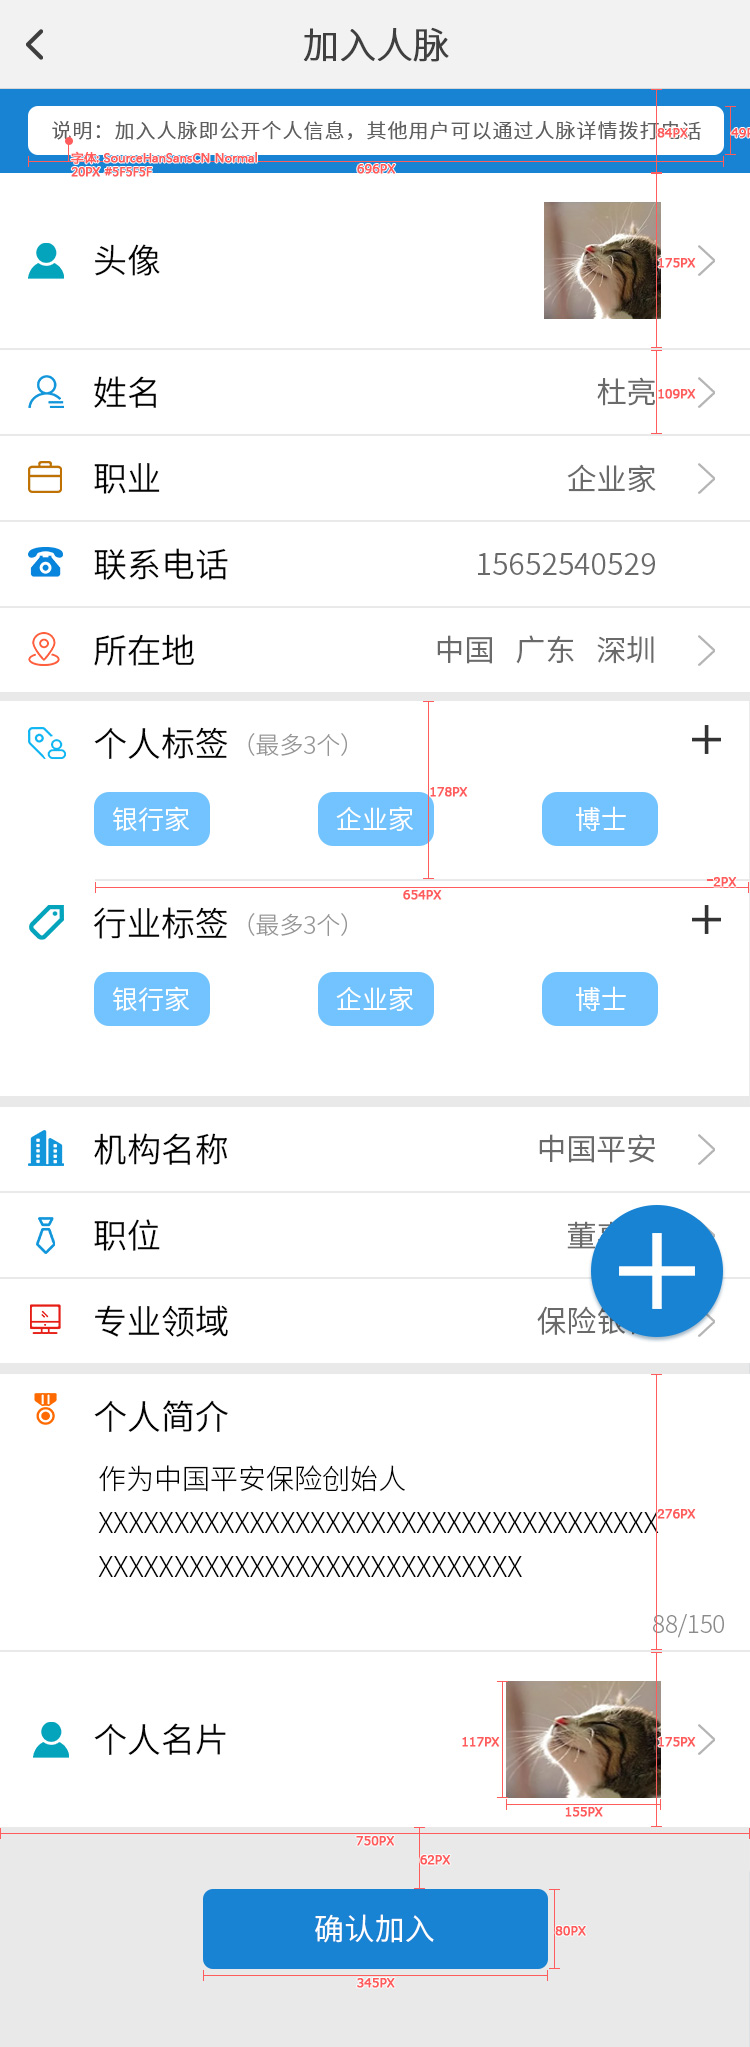 加入人脉
说明：加入人脉即公开个人信息，其他用户可以通过人脉详情拨打电话
84PX
49P
字体: SourceHanSansCN Normal
20PX #5F5F5F
696PX
头像
175PX
姓名 杜亮
109PX
职业 企业家
联系电话 15652540529
所在地 中国 广东 深圳
个人标签（最多3个）
178PX
银行家 企业家 博士
2PX
654PX
行业标签（最多3个）
银行家 企业家 博士
机构名称 中国平安
职位 董
专业领域 保险银
个人简介
作为中国平安保险创始人
XXXXXXXXXXXXXXXXXXXXXXXXXXXXXXXXXXXXX
276PX
XXXXXXXXXXXXXXXXXXXXXXXXXXXX
88/150
个人名片
117PX
175PX
155PX
750PX
62PX
确认加入
80PX
345PX